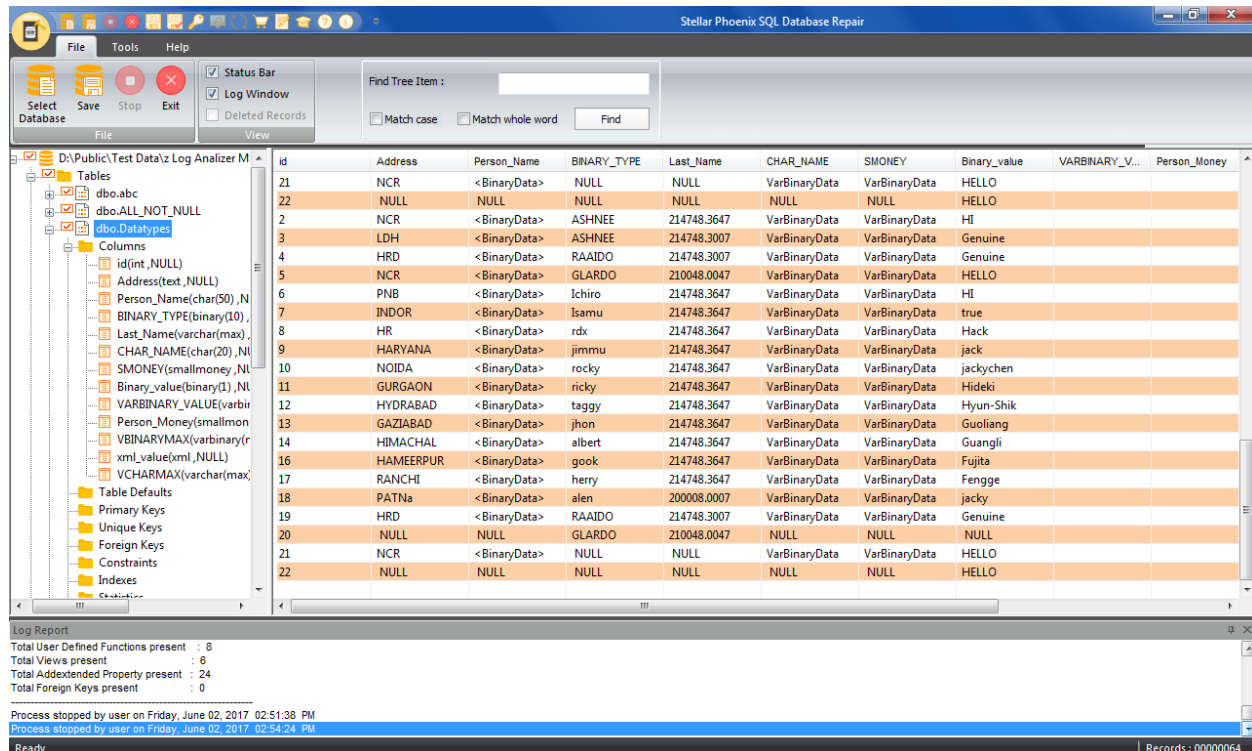 Stellar Phoenix SQL Database Repair
File Tools Help
Select Database Save Stop Exit
File
Status Bar
Log Window
Deleted Records
View
Find Tree Item :
Match case Match whole word Find
D:\Public\Test Data\z Log Analizer M
Tables
dbo.abc
dbo.ALL_NOT_NULL
dbo.Datatypes
Columns
id(int ,NULL)
Address(text ,NULL)
Person_Name(char(50) ,N
BINARY_TYPE(binary(10) ,
Last_Name(varchar(max) ,
CHAR_NAME(char(20) ,NU
SMONEY(smallmoney ,NU
Binary_value(binary(1) ,NU
VARBINARY_VALUE(varbin
Person_Money(smallmon
VBINARYMAX(varbinary(m
xml_value(xml ,NULL)
VCHARMAX(varchar(max)
Table Defaults
Primary Keys
Unique Keys
Foreign Keys
Constraints
Indexes
Statistics
id Address Person_Name BINARY_TYPE Last_Name CHAR_NAME SMONEY Binary_value VARBINARY_V... Person_Money
21 NCR <BinaryData> NULL NULL VarBinaryData VarBinaryData HELLO
22 NULL NULL NULL NULL NULL NULL HELLO
2 NCR <BinaryData> ASHNEE 214748.3647 VarBinaryData VarBinaryData HI
3 LDH <BinaryData> ASHNEE 214748.3007 VarBinaryData VarBinaryData Genuine
4 HRD <BinaryData> RAAIDO 214748.3007 VarBinaryData VarBinaryData Genuine
5 NCR <BinaryData> GLARDO 210048.0047 VarBinaryData VarBinaryData HELLO
6 PNB <BinaryData> Ichiro 214748.3647 VarBinaryData VarBinaryData HI
7 INDOR <BinaryData> Isamu 214748.3647 VarBinaryData VarBinaryData true
8 HR <BinaryData> rdx 214748.3647 VarBinaryData VarBinaryData Hack
9 HARYANA <BinaryData> jimmu 214748.3647 VarBinaryData VarBinaryData jack
10 NOIDA <BinaryData> rocky 214748.3647 VarBinaryData VarBinaryData jackychen
11 GURGAON <BinaryData> ricky 214748.3647 VarBinaryData VarBinaryData Hideki
12 HYDRABAD <BinaryData> taggy 214748.3647 VarBinaryData VarBinaryData Hyun-Shik
13 GAZIABAD <BinaryData> jhon 214748.3647 VarBinaryData VarBinaryData Guoliang
14 HIMACHAL <BinaryData> albert 214748.3647 VarBinaryData VarBinaryData Guangli
16 HAMEERPUR <BinaryData> gook 214748.3647 VarBinaryData VarBinaryData Fujita
17 RANCHI <BinaryData> herry 214748.3647 VarBinaryData VarBinaryData Fengge
18 PATNa <BinaryData> alen 200008.0007 VarBinaryData VarBinaryData jacky
19 HRD <BinaryData> RAAIDO 214748.3007 VarBinaryData VarBinaryData Genuine
20 NULL NULL GLARDO 210048.0047 NULL NULL NULL
21 NCR <BinaryData> NULL NULL VarBinaryData VarBinaryData HELLO
22 NULL NULL NULL NULL NULL NULL HELLO
Log Report
Total User Defined Functions present : 8
Total Views present : 6
Total Addextended Property present : 24
Total Foreign Keys present : 0
Process stopped by user on Friday, June 02, 2017 02:51:38 PM
Process stopped by user on Friday, June 02, 2017 02:54:24 PM
Ready Records : 00000064